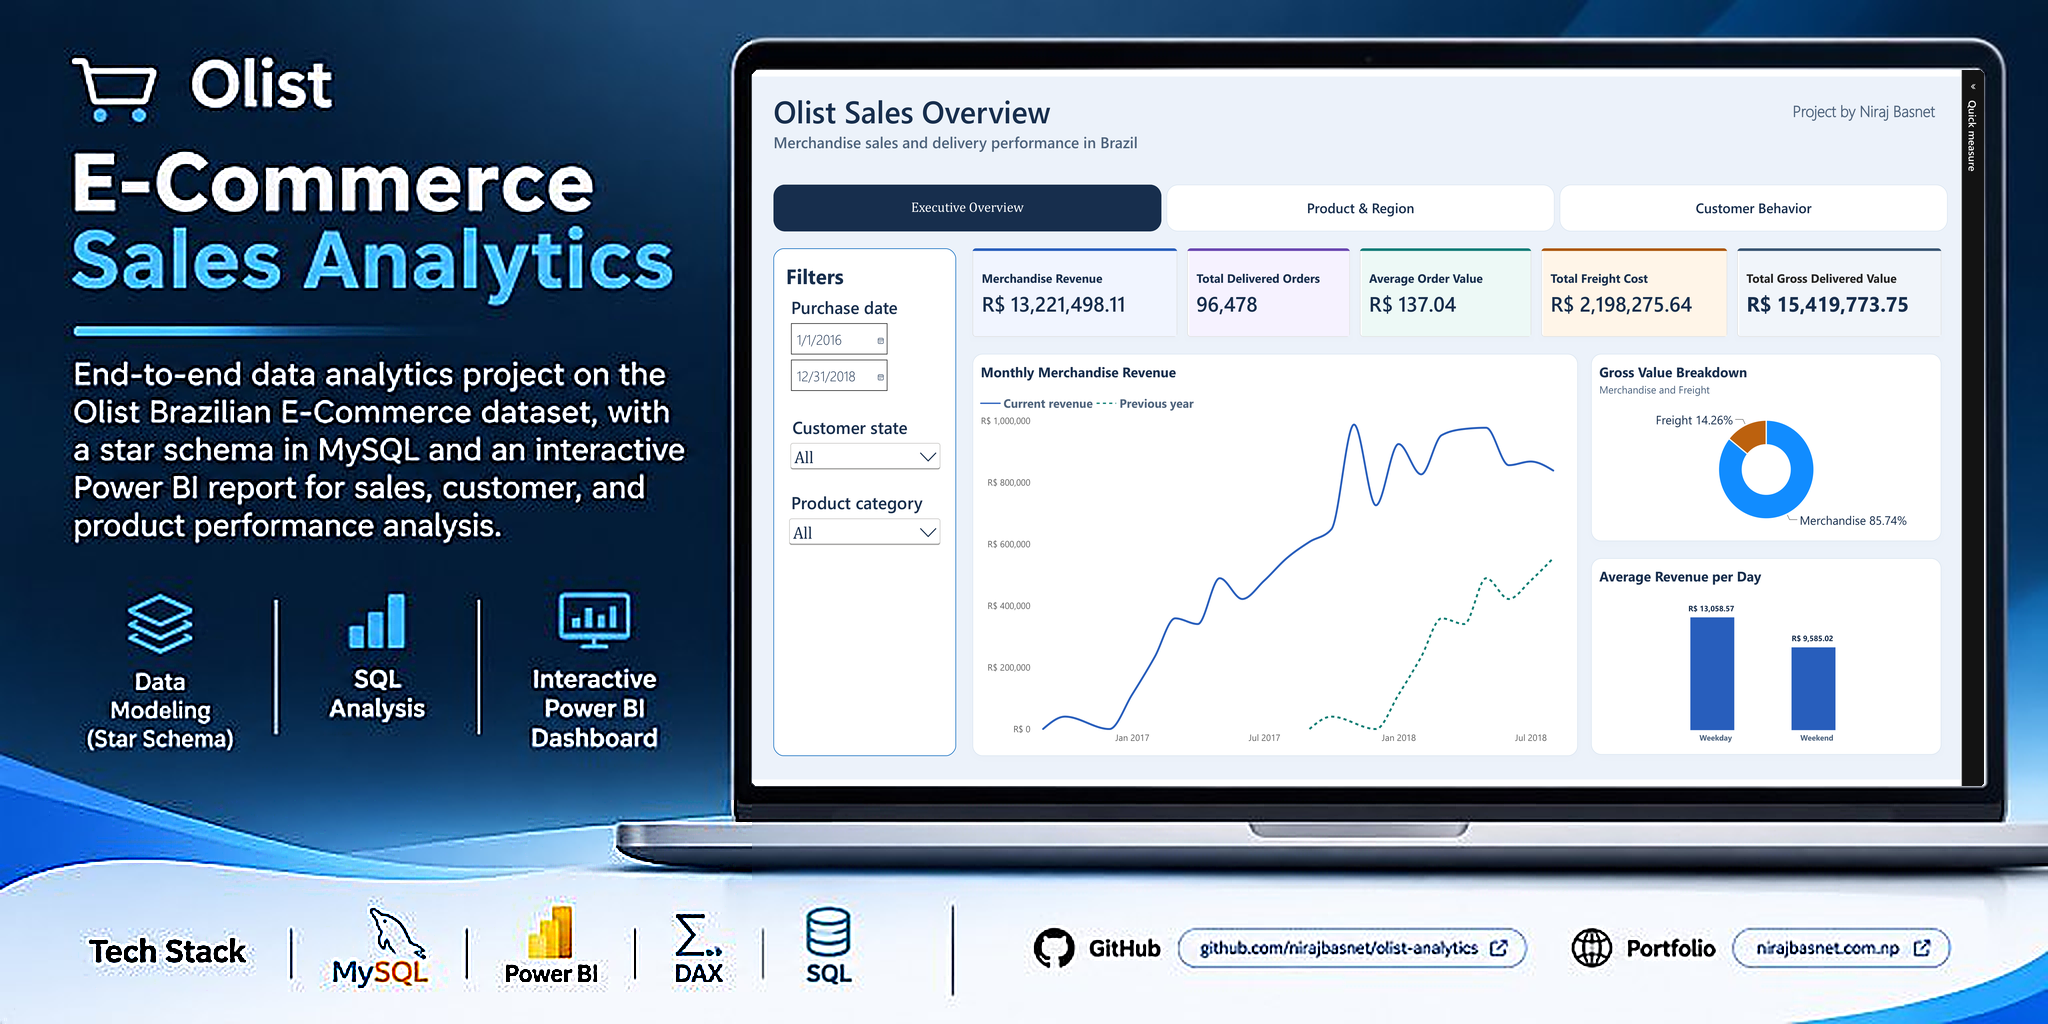 Olist
E-Commerce
Sales Analytics
End-to-end data analytics project on the
Olist Brazilian E-Commerce dataset, with
a star schema in MySQL and an interactive
Power BI report for sales, customer, and
product performance analysis.
Data
Modeling
(Star Schema)
SQL
Analysis
Interactive
Power BI
Dashboard
Olist Sales Overview
Merchandise sales and delivery performance in Brazil
Project by Niraj Basnet
Quick measure
Executive Overview
Product & Region
Customer Behavior
Filters
Purchase date
1/1/2016
12/31/2018
Customer state
All
Product category
All
Merchandise Revenue
R$ 13,221,498.11
Total Delivered Orders
96,478
Average Order Value
R$ 137.04
Total Freight Cost
R$ 2,198,275.64
Total Gross Delivered Value
R$ 15,419,773.75
Monthly Merchandise Revenue
Current revenue
Previous year
R$ 1,000,000
R$ 800,000
R$ 600,000
R$ 400,000
R$ 200,000
R$ 0
Jan 2017
Jul 2017
Jan 2018
Jul 2018
Gross Value Breakdown
Merchandise and Freight
Freight 14.26%
Merchandise 85.74%
Average Revenue per Day
R$ 13,058.57
R$ 9,585.02
Weekday
Weekend
Tech Stack
MySQL
Power BI
DAX
SQL
GitHub
github.com/nirajbasnet/olist-analytics
Portfolio
nirajbasnet.com.np